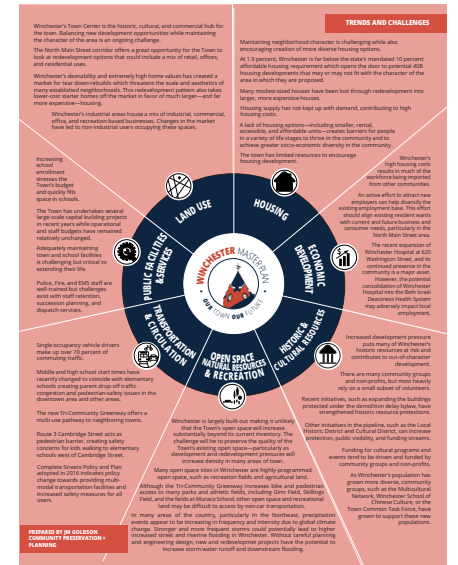 TRENDS AND CHALLENGES
Winchester's Town Center is the historic, cultural, and commercial hub for
the town. Balancing new development opportunities while maintaining
the character of the area is an ongoing challenge.
The North Main Street corridor offers a great opportunity for the Town to
look at redevelopment options that could include a mix of retail, offices,
and residential uses.
Winchester's desirability and extremely high home values has created a
market for tear down-rebuilds which threatens the scale and aesthetics of
many established neighborhoods. This redevelopment pattern also takes
lower-cost starter homes off the market in favor of much larger—and far
more expensive—housing.
Winchester's industrial areas house a mix of industrial, commercial,
office, and recreation-based businesses. Changes in the market
have led to non-industrial users occupying these spaces.
Maintaining neighborhood character is challenging while also
encouraging creation of more diverse housing options.
At 1.9 percent, Winchester is far below the state's mandated 10 percent
affordable housing requirement which opens the door to potential 40B
housing developments that may or may not fit with the character of the
area in which they are proposed.
Many modest-sized houses have been lost through redevelopment into
larger, more expensive houses.
Housing supply has not kept up with demand, contributing to high
housing costs.
A lack of housing options—including smaller, rental,
accessible, and affordable units—creates barriers for people
in a variety of life stages to thrive in the community and to
achieve greater socio-economic diversity in the community.
The town has limited resources to encourage
housing development.
Increasing
school
enrollment
stresses the
Town's budget
and quickly fills
space in schools.
The Town has undertaken several
large-scale capital building projects
in recent years while operational
and staff budgets have remained
relatively unchanged.
Adequately maintaining
town and school facilities
is challenging but critical to
extending their life.
Police, Fire, and EMS staff are
well-trained but challenges
exist with staff retention,
succession planning, and
dispatch services.
Winchester's
high housing costs
results in much of the
workforce being imported
from other communities.
An active effort to attract new
employers can help diversify the
existing employment base. This effort
should align existing resident wants
with current and future business and
consumer needs, particularly in the
North Main Street area.
The recent expansion of
Winchester Hospital at 620
Washington Street, and its
continued presence in the
community is a major asset.
However, the potential
consolidation of Winchester
Hospital into the Beth Israel
Deaconess Health System
may adversely impact local
employment.
LAND USE
HOUSING
ECONOMIC
DEVELOPMENT
HISTORIC &
CULTURAL RESOURCES
OPEN SPACE
NATURAL RESOURCES
& RECREATION
TRANSPORTATION
& CIRCULATION
PUBLIC FACILITIES
& SERVICES
WINCHESTER MASTER PLAN
OUR TOWN OUR FUTURE
Single occupancy vehicle drivers
make up over 70 percent of
commuting traffic.
Middle and high school start times have
recently changed to coincide with elementary
schools creating parent drop-off traffic
congestion and pedestrian-safety issues in the
downtown area and other areas.
The new Tri-Community Greenway offers a
multi-use pathway to neighboring towns.
Route 3 Cambridge Street acts as
pedestrian barrier, creating safety
concerns for kids walking to elementary
schools west of Cambridge Street.
Complete Streets Policy and Plan
adopted in 2016 indicates policy
change towards providing multi-
modal transportation facilities and
increased safety measures for all
users.
Winchester is largely built-out making it unlikely
that the Town's open space will increase
substantially beyond its current inventory. The
challenge will be to preserve the quality of the
Town's existing open space—particularly as
development and redevelopment pressures will
increase density in many areas of town.
Many open space sites in Winchester are highly-programmed
open space, such as recreation fields and agricultural land.
Although the Tri-Community Greenway increases bike and pedestrian
access to many parks and athletic fields, including Ginn Field, Skillings
Field, and the fields at Muraco School, other open space and recreational
land may be difficult to access by non-car transportation.
In many areas of the country, particularly in the Northeast, precipitation
events appear to be increasing in frequency and intensity due to global climate
change. Stronger and more frequent storms could potentially lead to higher
increased street and riverine flooding in Winchester. Without careful planning
and engineering design, new and redevelopment projects have the potential to
increase storm water runoff and downstream flooding.
Increased development pressure
puts many of Winchester's
historic resources at risk and
contributes to out-of-character
development.
There are many community groups
and non-profits, but most heavily
rely on a small subset of volunteers.
Recent initiatives, such as expanding the buildings
protected under the demolition delay bylaw, have
strengthened historic resource protections.
Other initiatives in the pipeline, such as the Local
Historic District and Cultural District, can increase
protection, public visibility, and funding streams.
Funding for cultural programs and
events tend to be driven and funded by
community groups and non-profits.
As Winchester's population has
grown more diverse, community
groups, such as the Multicultural
Network, Winchester School of
Chinese Culture, or the
Town Common Task Force, have
grown to support these new
populations.
PREPARED BY JM GOLDSON
COMMUNITY PRESERVATION +
PLANNING